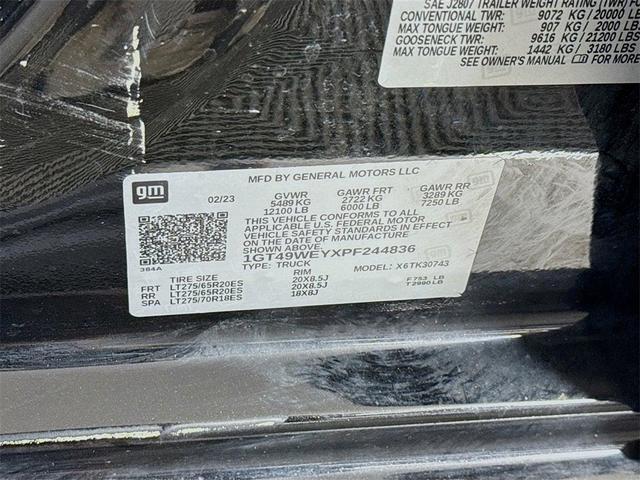 SAE J2807 TRAILER WEIGHT RATING (TWR)
CONVENTIONAL TWR: 9072 KG/20000 LBS
MAX TONGUE WEIGHT: 907 KG/ 2000 LBS
GOOSENECK TWR: 9616 KG/21200 LBS
MAX TONGUE WEIGHT: 1442 KG/ 3180 LBS
SEE OWNER'S MANUAL FOR MORE
gm
MFD BY GENERAL MOTORS LLC
02/23 GVWR GAWR FRT GAWR RR
5489 KG 2722 KG 3289 KG
12100 LB 6000 LB 7250 LB
THIS VEHICLE CONFORMS TO ALL
APPLICABLE U.S. FEDERAL MOTOR
VEHICLE SAFETY STANDARDS IN EFFECT
ON THE DATE OF MANUFACTURE SHOWN ABOVE.
1GT49WEYXPF244836
384A
TYPE: TRUCK MODEL: X6TK30743
TIRE SIZE RIM
FRT LT275/65R20ES 20X8.5J F 753 LB
RR LT275/65R20ES 20X8.5J T 2990 LB
SPA LT275/70R18ES 18X8J